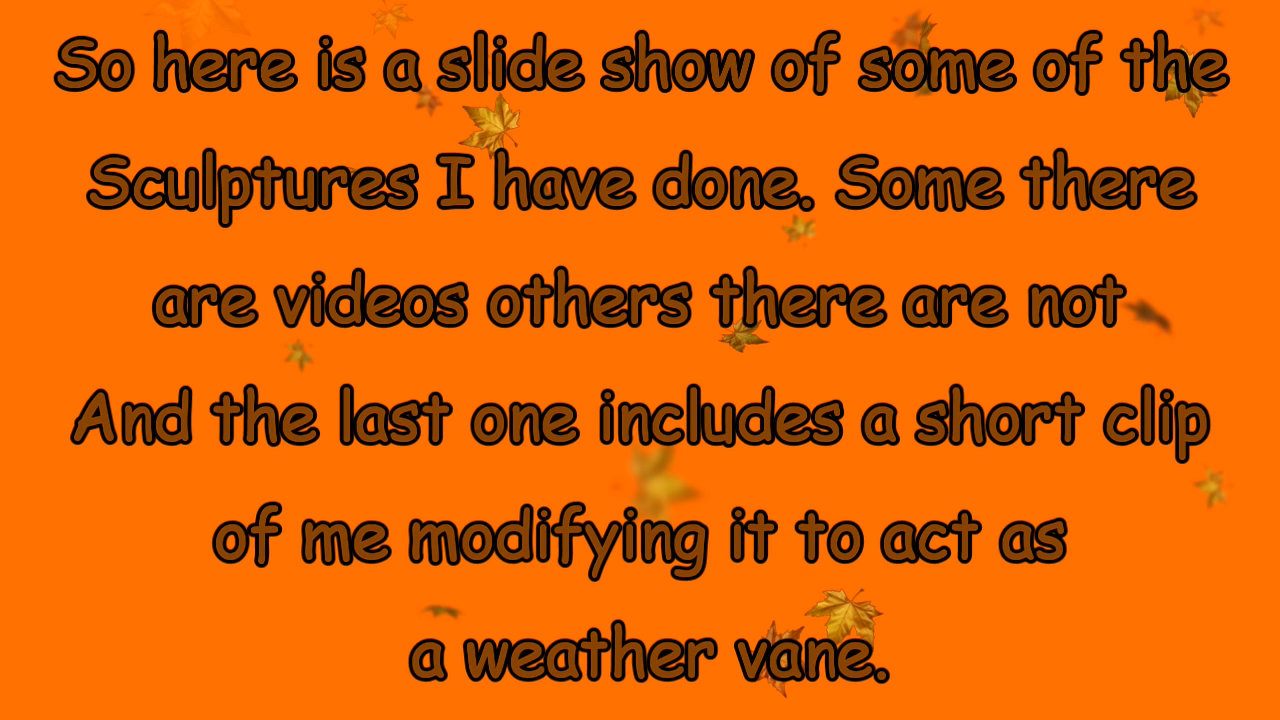 So here is a slide show of some of the
Sculptures I have done. Some there
are videos others there are not
And the last one includes a short clip
of me modifying it to act as
a weather vane.